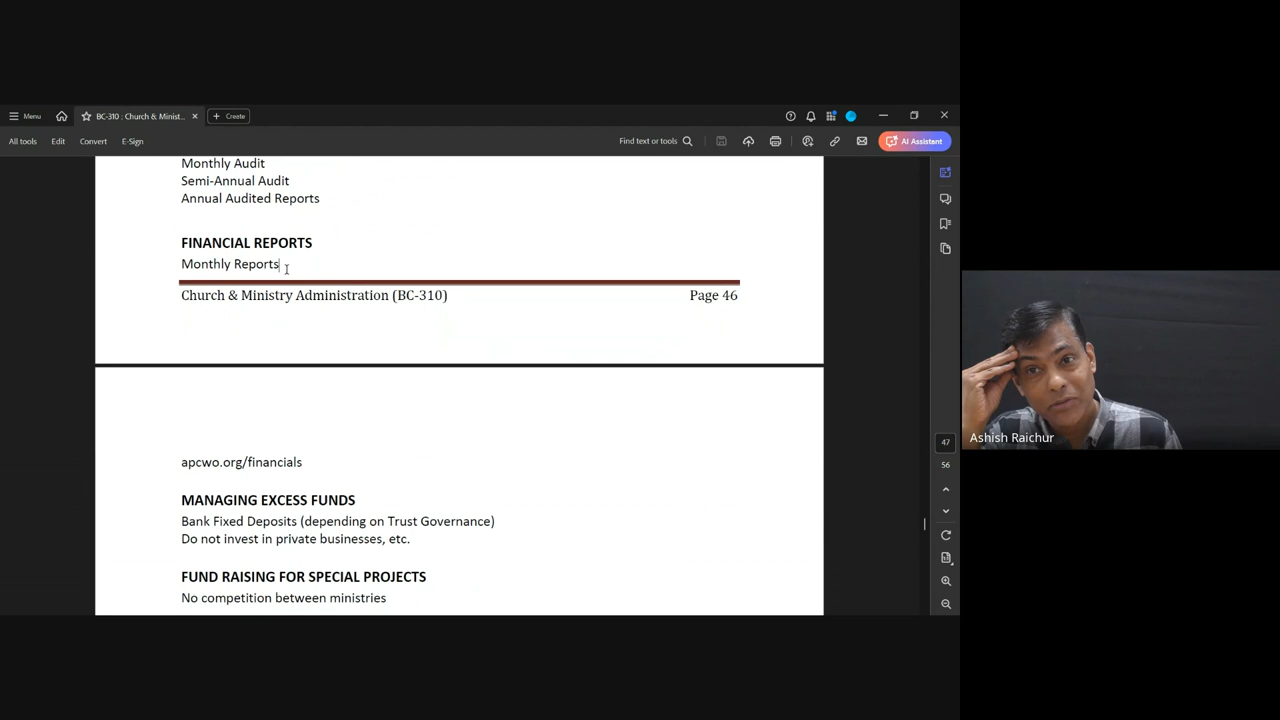 Menu
BC-310 : Church & Minist...
Create
All tools
Edit
Convert
E-Sign
Find text or tools
AI Assistant
Monthly Audit
Semi-Annual Audit
Annual Audited Reports
FINANCIAL REPORTS
Monthly Reports
Church & Ministry Administration (BC-310) Page 46
apcwo.org/financials
MANAGING EXCESS FUNDS
Bank Fixed Deposits (depending on Trust Governance)
Do not invest in private businesses, etc.
FUND RAISING FOR SPECIAL PROJECTS
No competition between ministries
47
56
Ashish Raichur